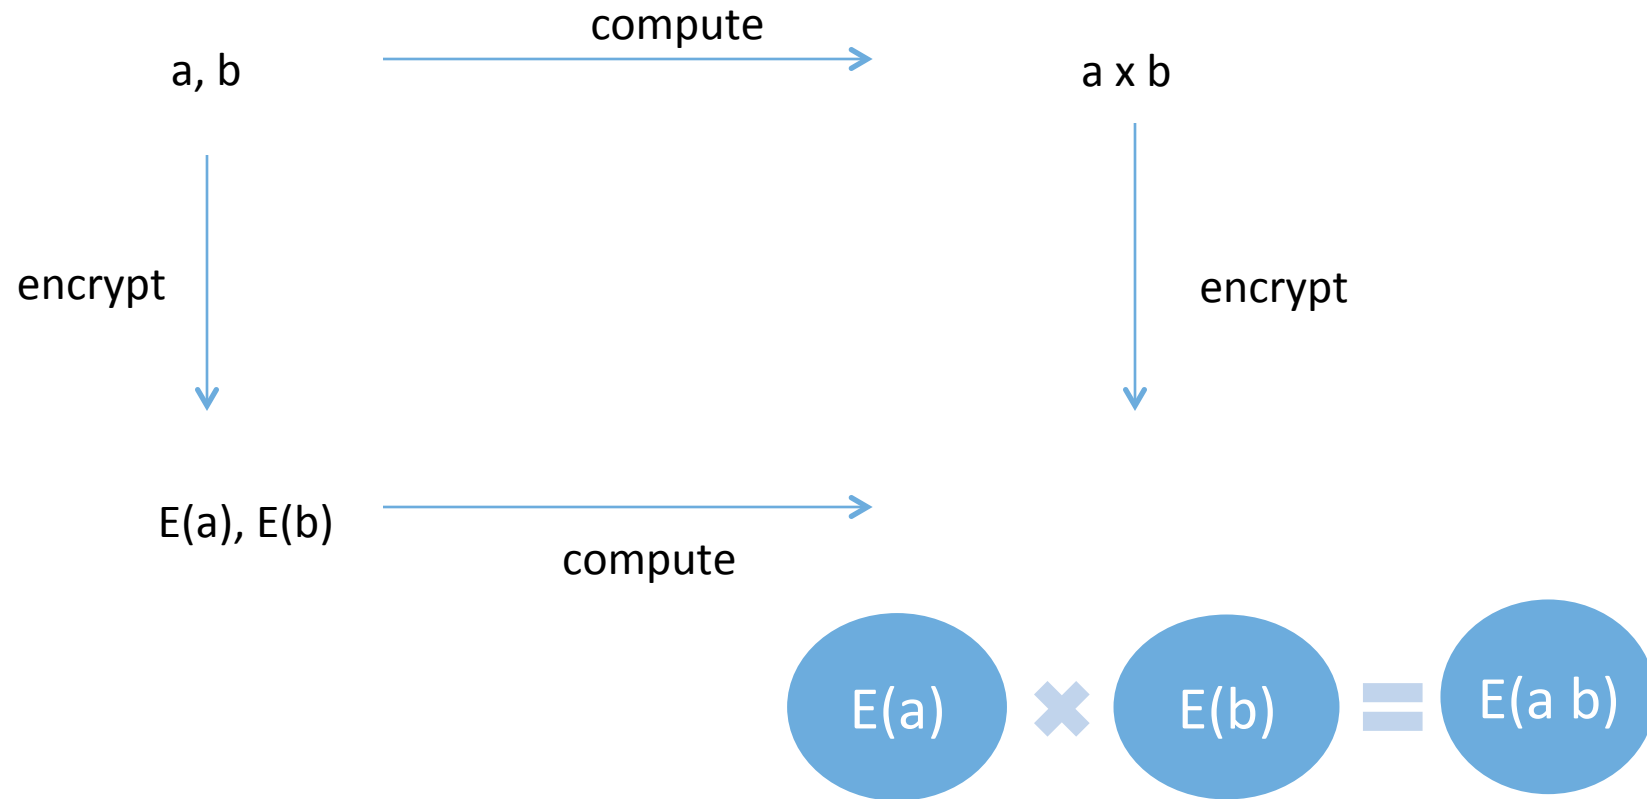 compute
a, b
a x b
encrypt
encrypt
E(a), E(b)
compute
E(a) × E(b) = E(a b)